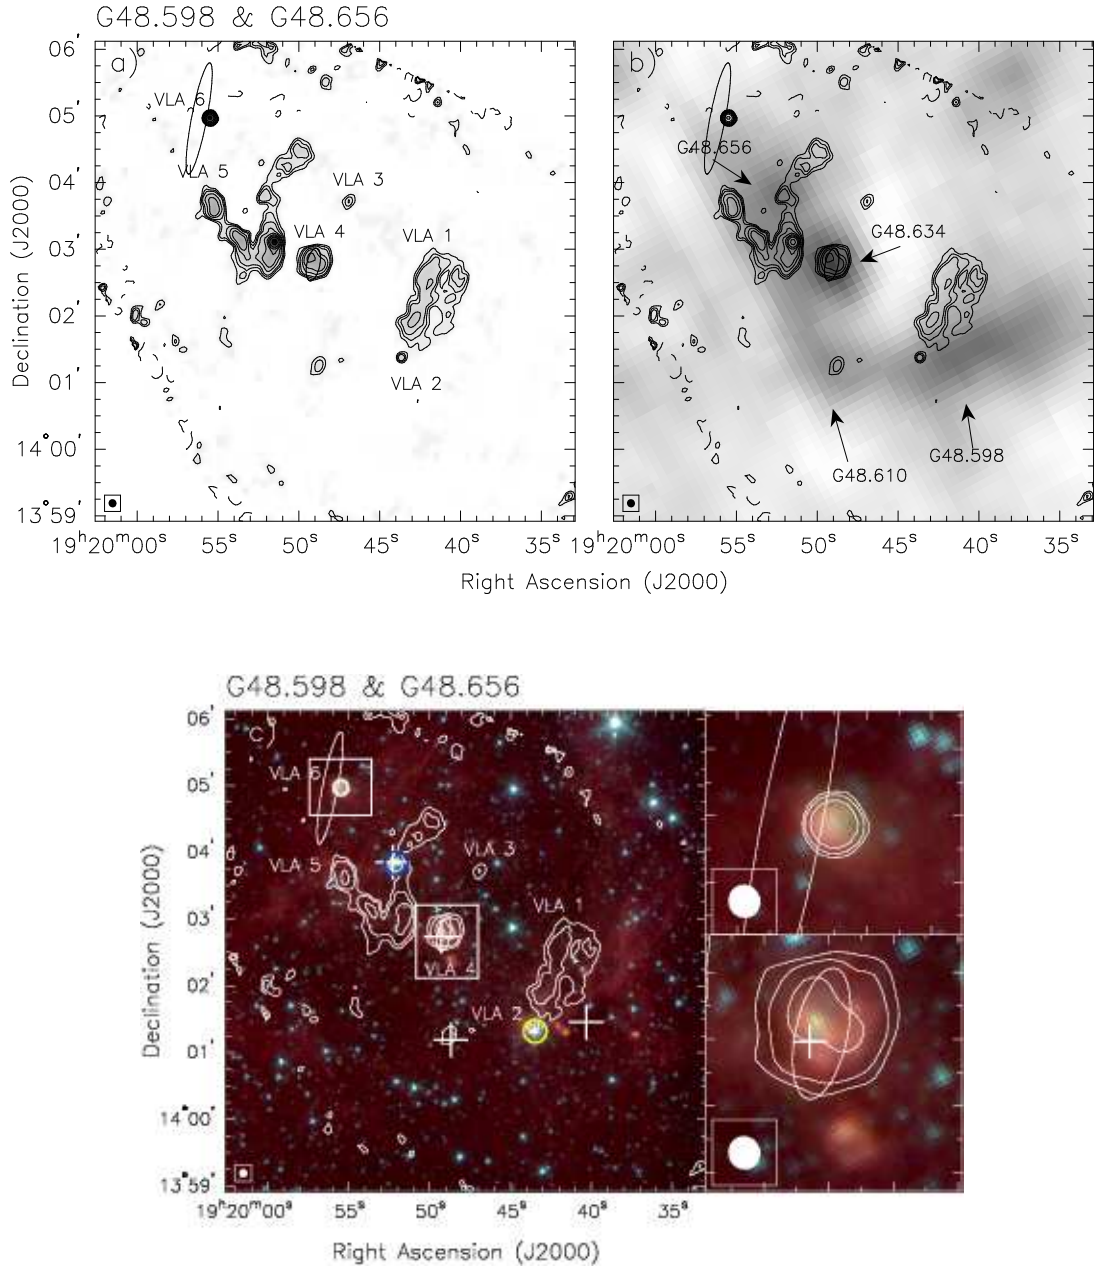 G48.598 & G48.656
a)
b)
06'
05'
04'
03'
02'
01'
14° 00'
13° 59'
Declination (J2000)
VLA 6
VLA 5
VLA 3
VLA 4
VLA 1
VLA 2
G48.656
G48.634
G48.610
G48.598
19ʰ20ᵐ00ˢ 55ˢ 50ˢ 45ˢ 40ˢ 35ˢ 19ʰ20ᵐ00ˢ 55ˢ 50ˢ 45ˢ 40ˢ 35ˢ
Right Ascension (J2000)
G48.598 & G48.656
c)
06'
05'
04'
03'
02'
01'
14° 00'
13° 59'
Declination (J2000)
VLA 6
VLA 5
VLA 3
VLA 1
VLA 4
VLA 2
19ʰ20ᵐ00ˢ 55ˢ 50ˢ 45ˢ 40ˢ 35ˢ
Right Ascension (J2000)